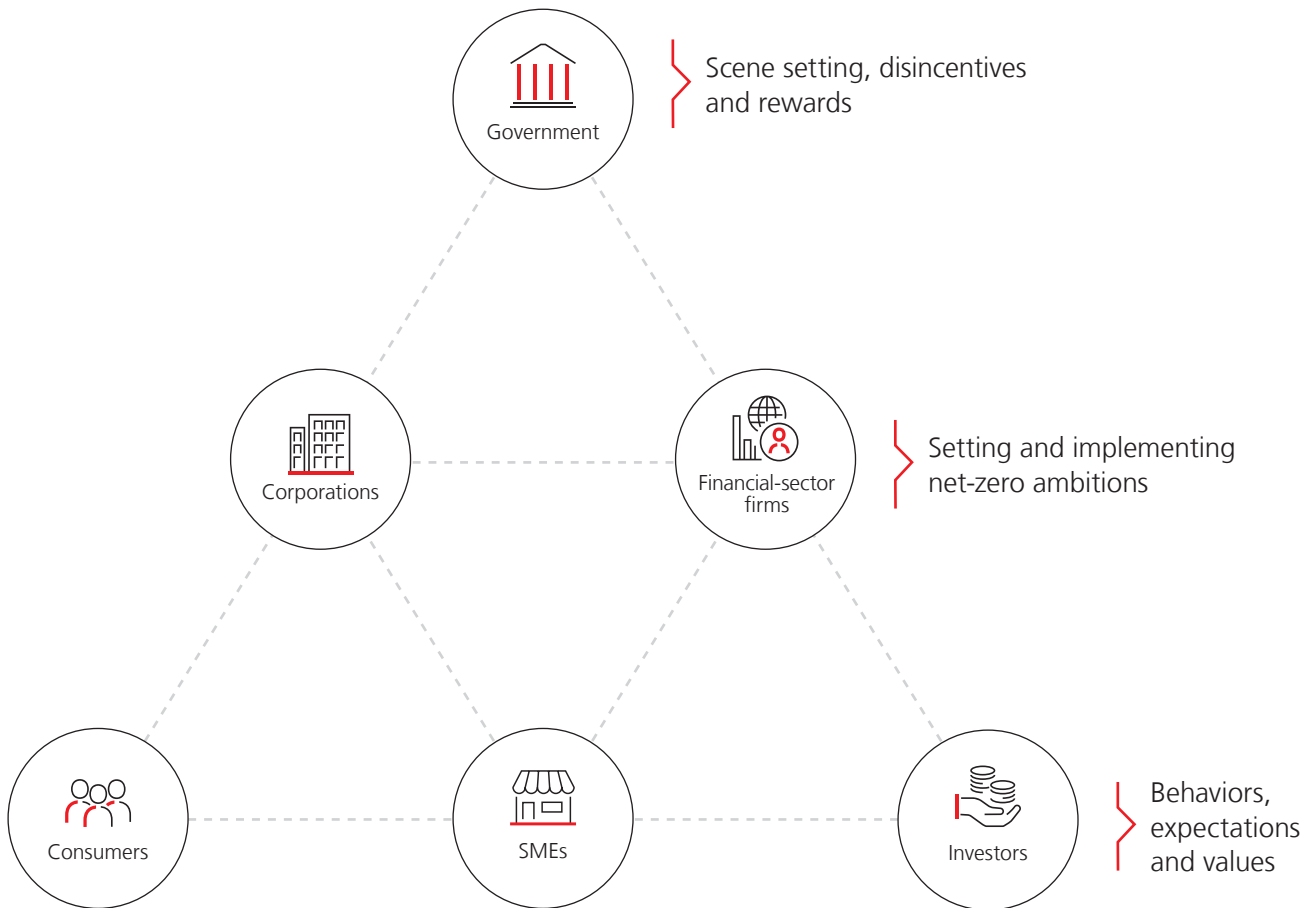 Government
Scene setting, disincentives
and rewards
Corporations
Financial-sector
firms
Setting and implementing
net-zero ambitions
Consumers
SMEs
Investors
Behaviors,
expectations
and values